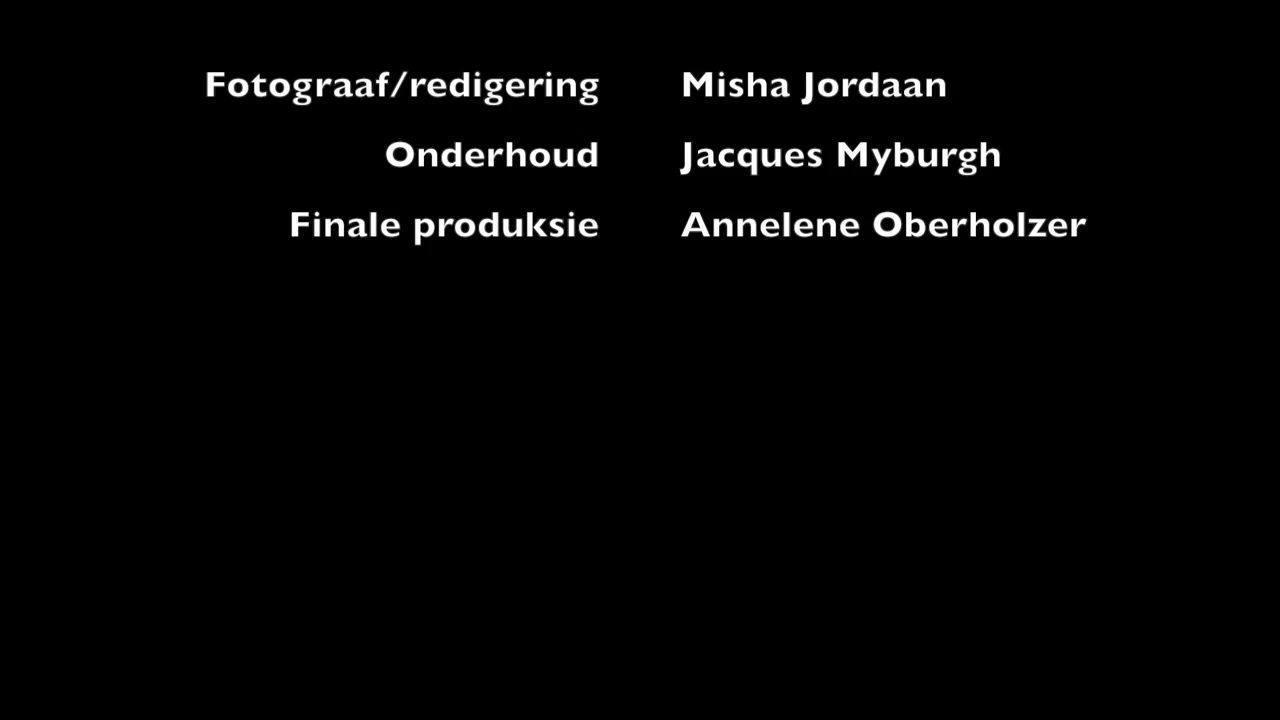 Fotograaf/redigering Misha Jordaan
Onderhoud Jacques Myburgh
Finale produksie Annelene Oberholzer